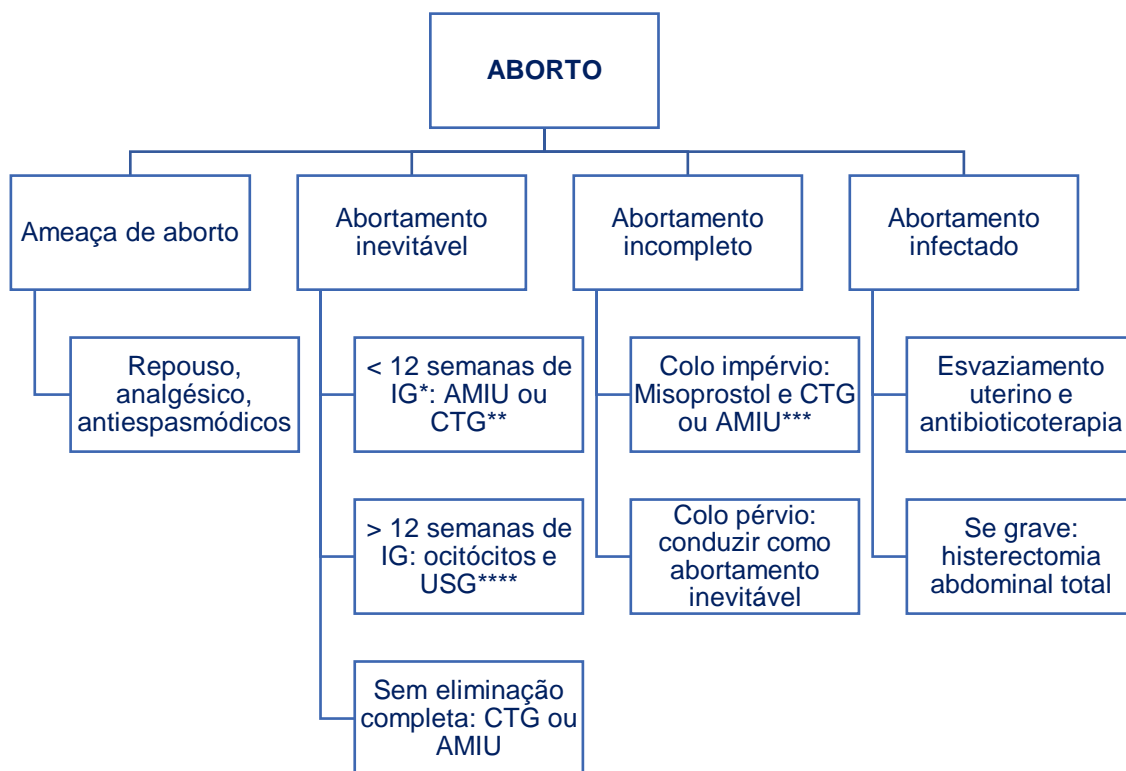 ABORTO
Ameaça de aborto
Abortamento
inevitável
Abortamento
incompleto
Abortamento
infectado
Repouso,
analgésico,
antiespasmódicos
< 12 semanas de
IG*: AMIU ou
CTG**
> 12 semanas de
IG: ocitócitos e
USG****
Sem eliminação
completa: CTG ou
AMIU
Colo impérvio:
Misoprostol e CTG
ou AMIU***
Colo pérvio:
conduzir como
abortamento
inevitável
Esvaziamento
uterino e
antibioticoterapia
Se grave:
histerectomia
abdominal total